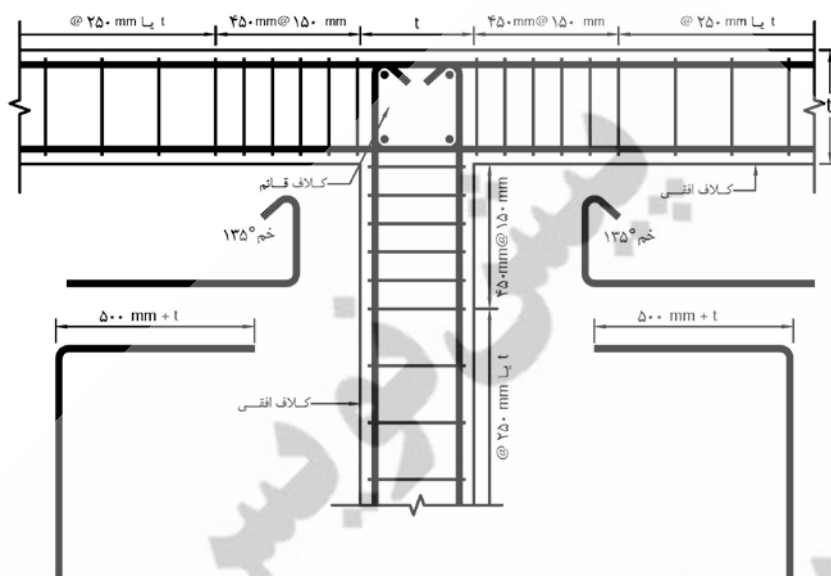 @ ۲۵۰ mm یا t
۴۵۰mm@۱۵۰ mm
t
۴۵۰mm@۱۵۰ mm
@ ۲۵۰ mm یا t
t
کلاف قائم
کلاف افقی
خم ۱۳۵°
خم ۱۳۵°
۴۵۰mm@۱۵۰ mm
۵۰۰ mm + t
۵۰۰ mm + t
کلاف افقی
@ ۲۵۰ mm یا t